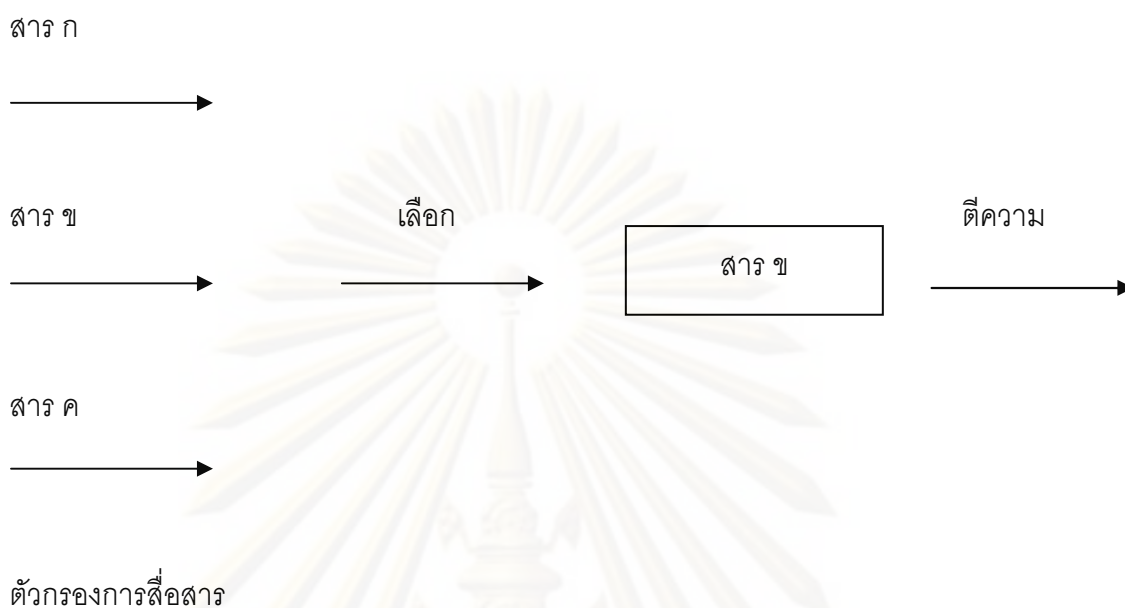 สาร ก
สาร ข เลือก สาร ข ตีความ
สาร ค
ตัวกรองการสื่อสาร